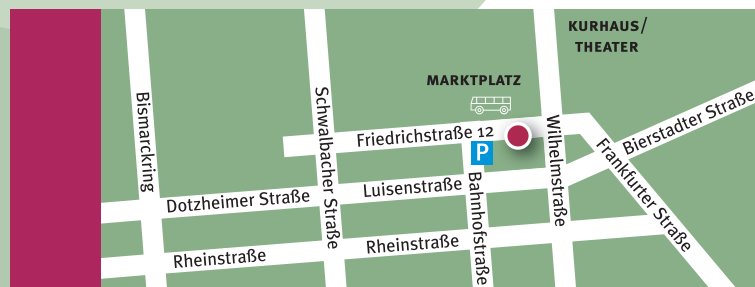 KURHAUS/
THEATER
MARKTPLATZ
Friedrichstraße 12
P
Bismarckring
Schwalbacher Straße
Wilhelmstraße
Bierstadter Straße
Frankfurter Straße
Dotzheimer Straße
Luisenstraße
Bahnhofstraße
Rheinstraße
Rheinstraße